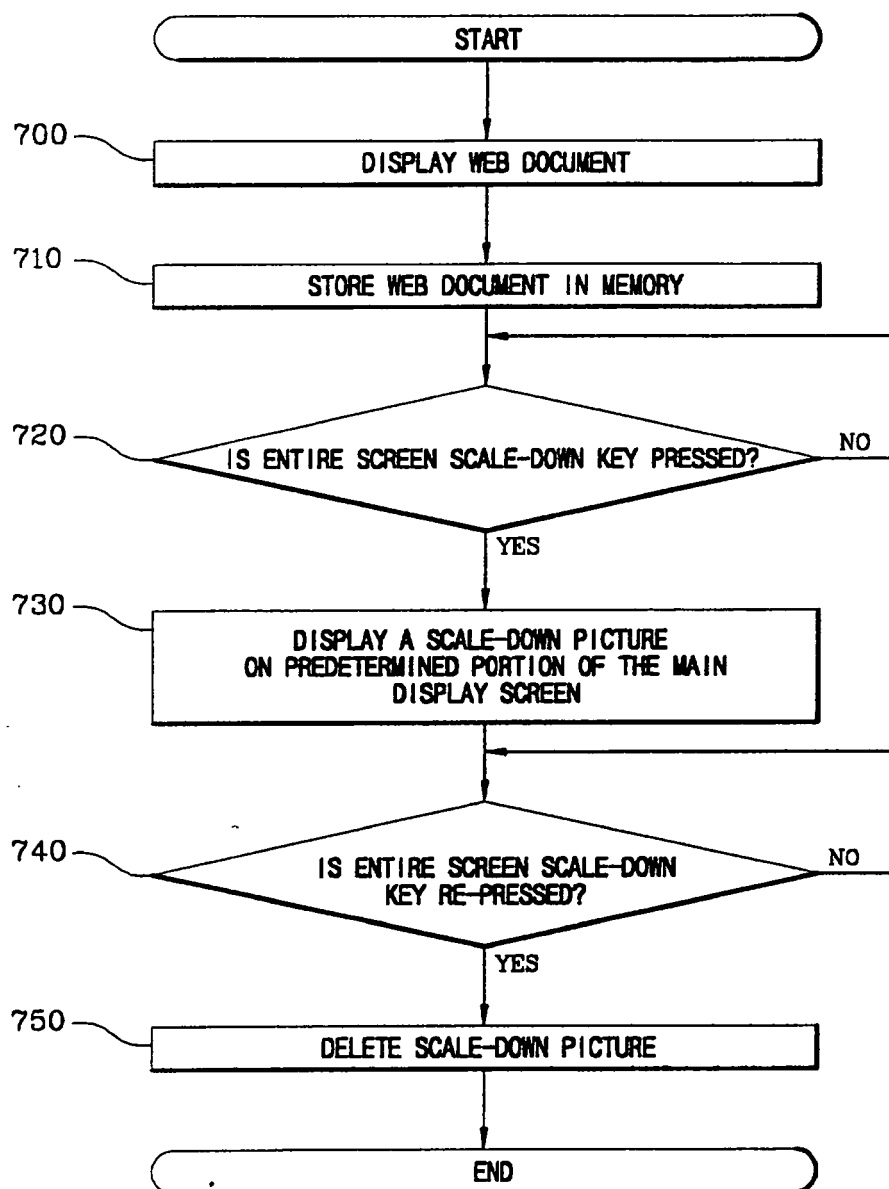 START
700
DISPLAY WEB DOCUMENT
710
STORE WEB DOCUMENT IN MEMORY
720
IS ENTIRE SCREEN SCALE-DOWN KEY PRESSED?
NO
YES
730
DISPLAY A SCALE-DOWN PICTURE
ON PREDETERMINED PORTION OF THE MAIN
DISPLAY SCREEN
740
IS ENTIRE SCREEN SCALE-DOWN
KEY RE-PRESSED?
NO
YES
750
DELETE SCALE-DOWN PICTURE
END